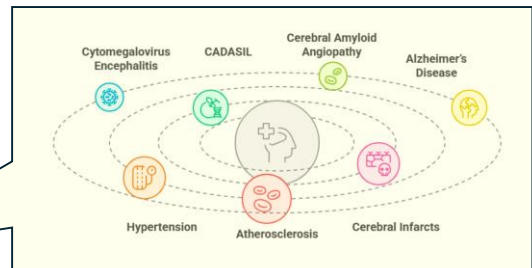 Cytomegalovirus
Encephalitis
CADASIL
Cerebral Amyloid
Angiopathy
Alzheimer's
Disease
Hypertension
Atherosclerosis
Cerebral Infarcts